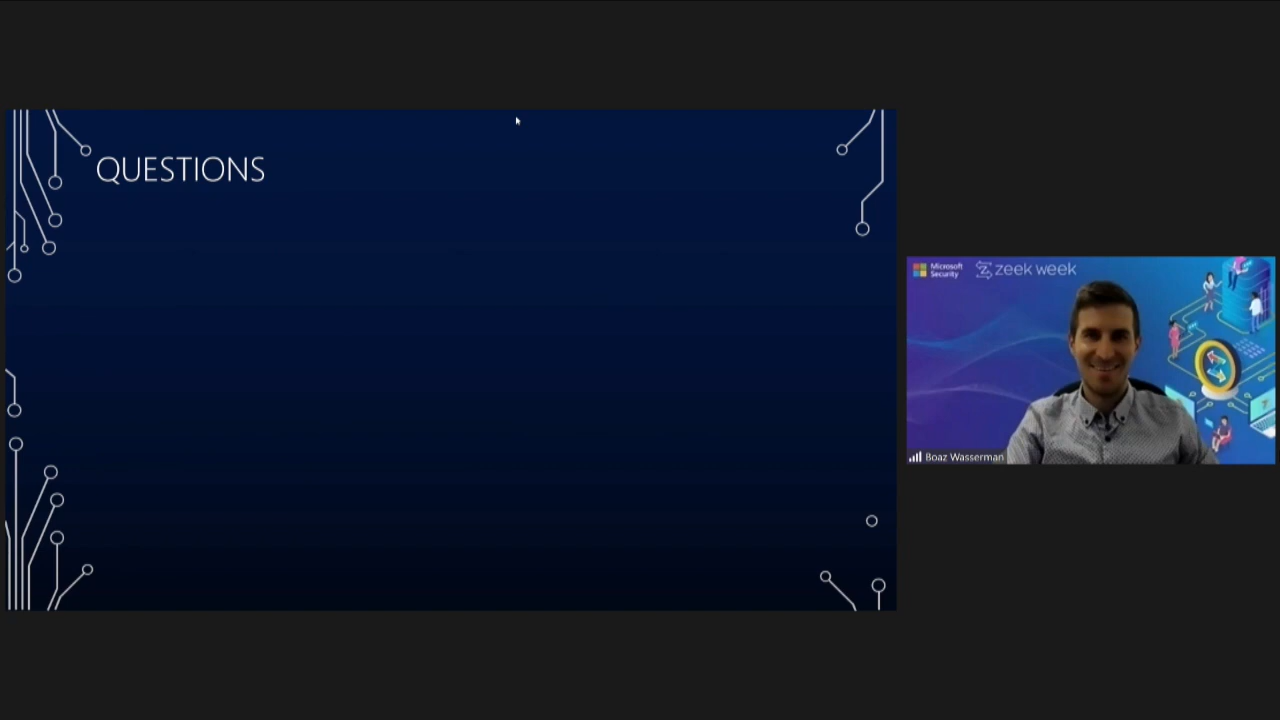 QUESTIONS
Microsoft
Security
zeek week
Boaz Wasserman